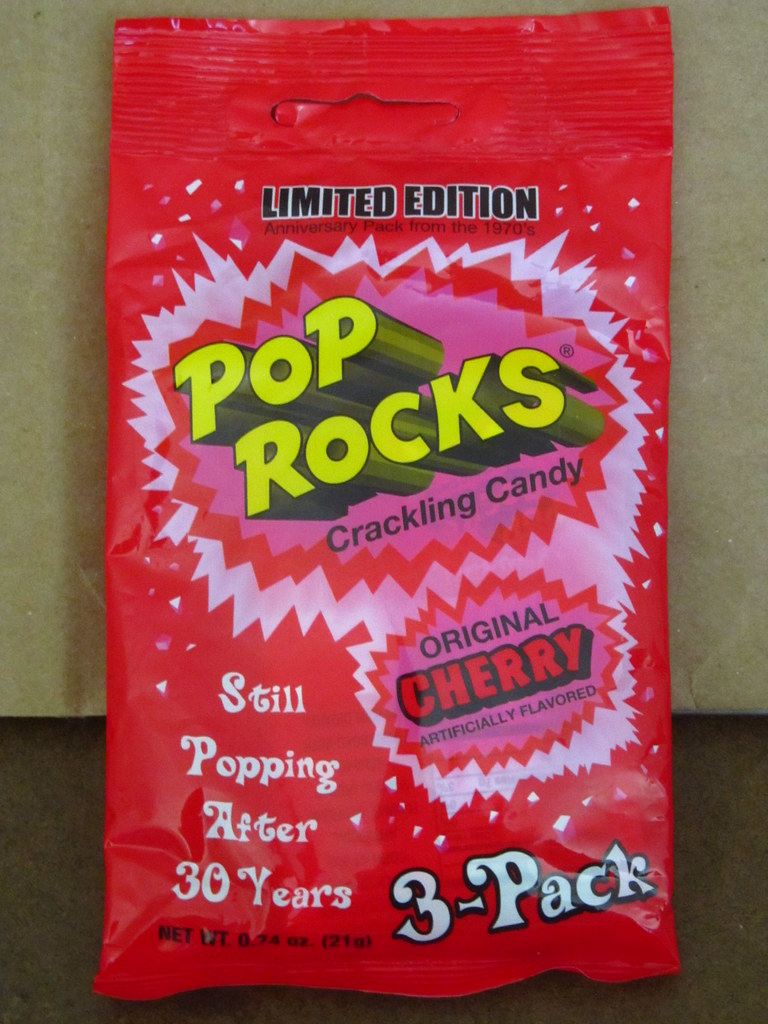 LIMITED EDITION
Anniversary Pack from the 1970's
POP
ROCKS®
Crackling Candy
ORIGINAL
CHERRY
ARTIFICIALLY FLAVORED
Still
Popping
After
30 Years
3-Pack
NET WT. 0.74 oz. (21g)